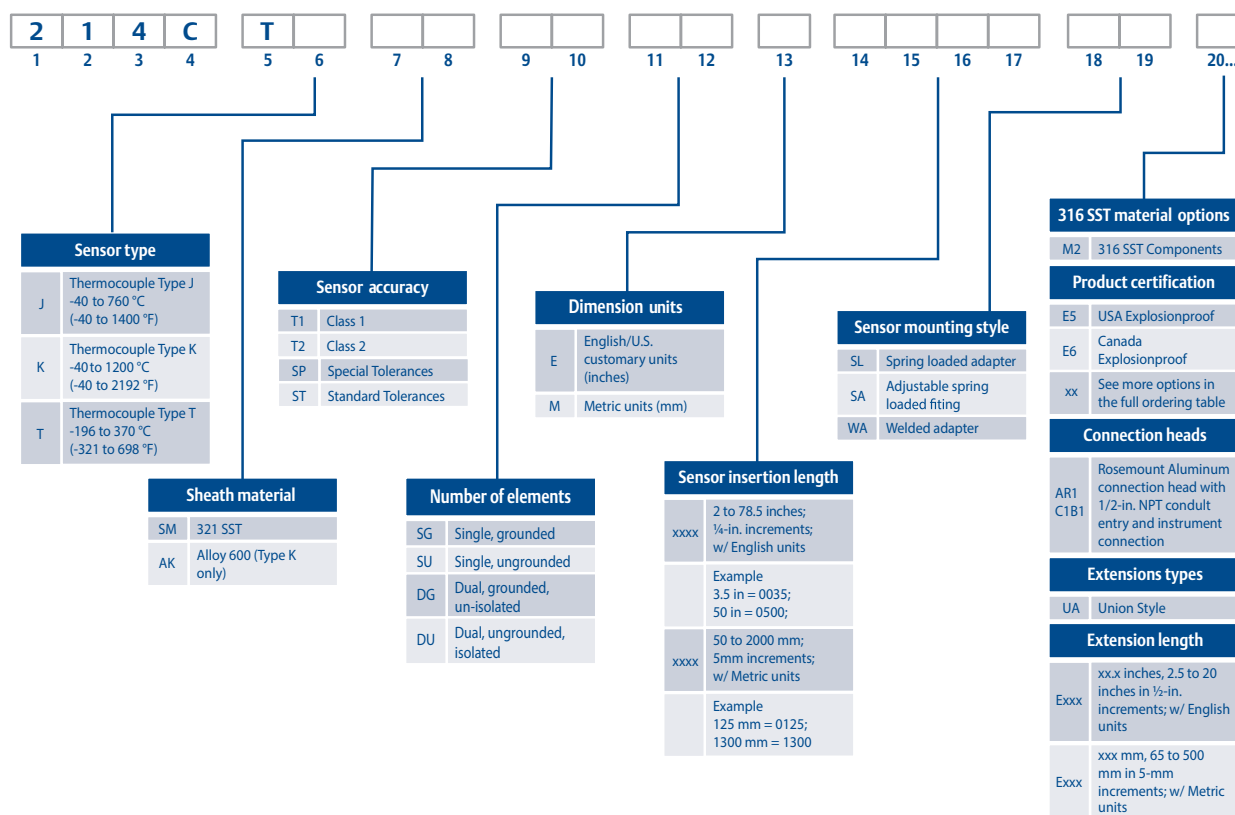 2 1 4 C T
1 2 3 4 5 6 7 8 9 10 11 12 13 14 15 16 17 18 19 20...
Sensor type
J Thermocouple Type J
-40 to 760 °C
(-40 to 1400 °F)
K Thermocouple Type K
-40 to 1200 °C
(-40 to 2192 °F)
T Thermocouple Type T
-196 to 370 °C
(-321 to 698 °F)
Sheath material
SM 321 SST
AK Alloy 600 (Type K
only)
Sensor accuracy
T1 Class 1
T2 Class 2
SP Special Tolerances
ST Standard Tolerances
Number of elements
SG Single, grounded
SU Single, ungrounded
DG Dual, grounded,
un-isolated
DU Dual, ungrounded,
isolated
Dimension units
E English/U.S.
customary units
(inches)
M Metric units (mm)
Sensor insertion length
xxxx 2 to 78.5 inches;
¼-in. increments;
w/ English units
Example
3.5 in = 0035;
50 in = 0500;
xxxx 50 to 2000 mm;
5mm increments;
w/ Metric units
Example
125 mm = 0125;
1300 mm = 1300
Sensor mounting style
SL Spring loaded adapter
SA Adjustable spring
loaded fiting
WA Welded adapter
316 SST material options
M2 316 SST Components
Product certification
E5 USA Explosionproof
E6 Canada
Explosionproof
xx See more options in
the full ordering table
Connection heads
AR1
C1B1
Rosemount Aluminum
connection head with
1/2-in. NPT condult
entry and instrument
connection
Extensions types
UA Union Style
Extension length
Exxx xx.x inches, 2.5 to 20
inches in ½-in.
increments; w/ English
units
Exxx xxx mm, 65 to 500
mm in 5-mm
increments; w/ Metric
units